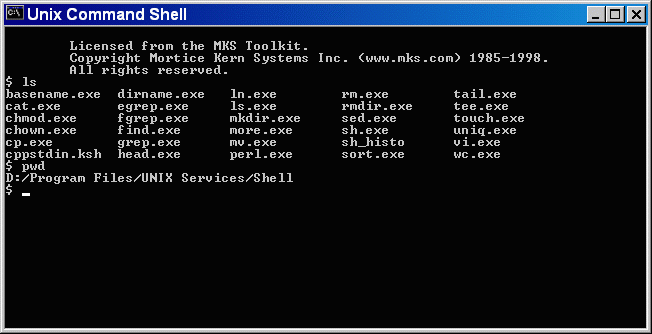 Unix Command Shell
Licensed from the MKS Toolkit.
Copyright Mortice Kern Systems Inc. (www.mks.com) 1985-1998.
All rights reserved.
$ ls
basename.exe dirname.exe ln.exe rm.exe tail.exe
cat.exe egrep.exe ls.exe rmdir.exe tee.exe
chmod.exe fgrep.exe mkdir.exe sed.exe touch.exe
chown.exe find.exe more.exe sh.exe uniq.exe
cp.exe grep.exe mv.exe sh_histo vi.exe
cppstdin.ksh head.exe perl.exe sort.exe wc.exe
$ pwd
D:/Program Files/UNIX Services/Shell
$ _